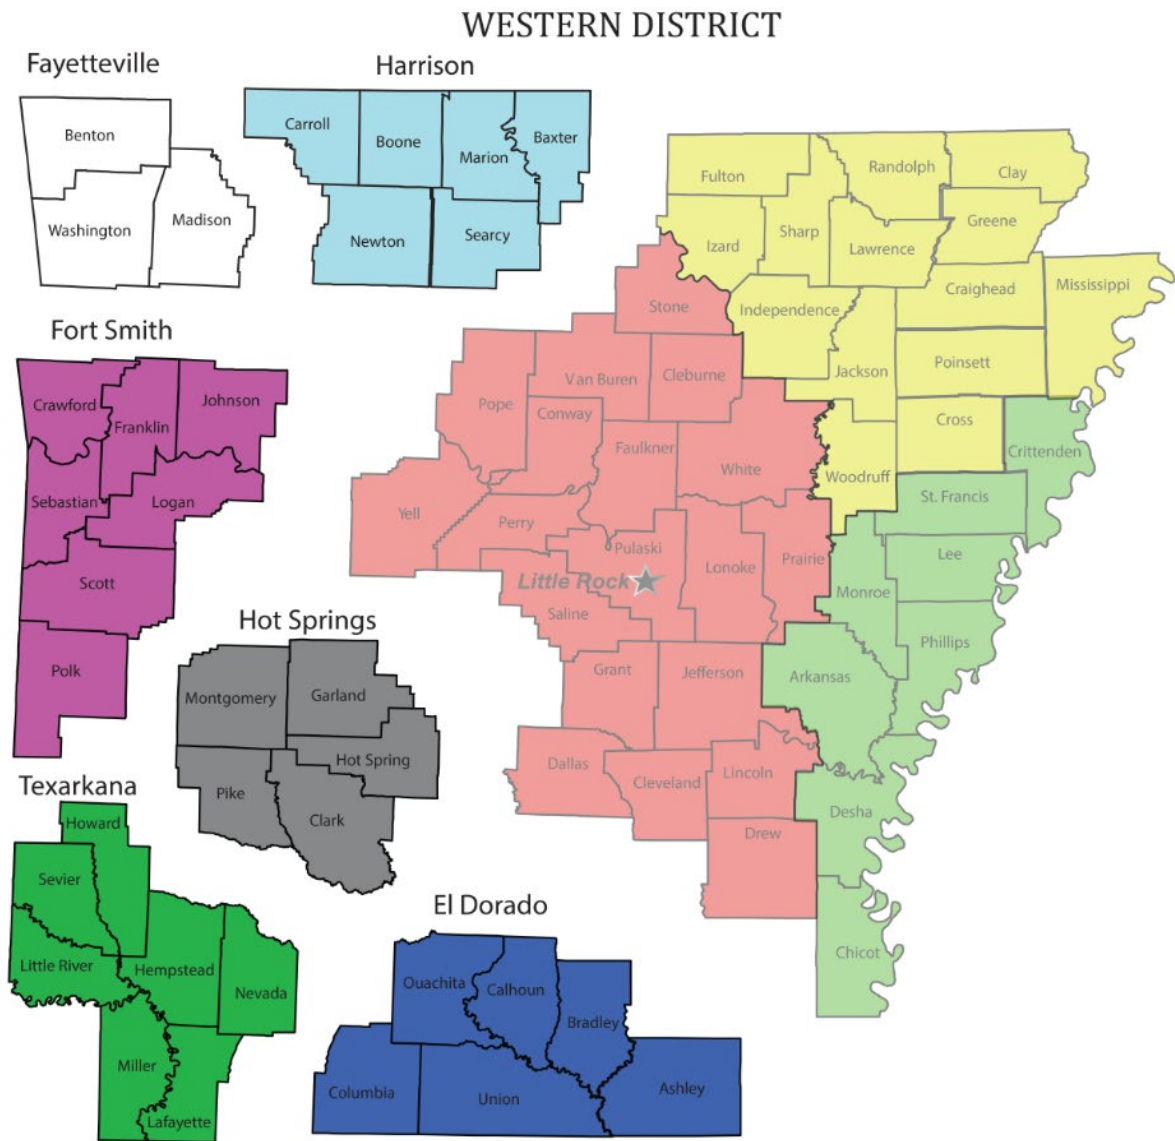 WESTERN DISTRICT
Fayetteville
Benton
Washington
Madison
Harrison
Carroll
Boone
Marion
Baxter
Newton
Searcy
Fort Smith
Crawford
Franklin
Johnson
Sebastian
Logan
Scott
Polk
Hot Springs
Montgomery
Garland
Hot Spring
Pike
Clark
Texarkana
Howard
Sevier
Little River
Hempstead
Nevada
Miller
Lafayette
El Dorado
Ouachita
Calhoun
Bradley
Columbia
Union
Ashley
Fulton
Randolph
Clay
Izard
Sharp
Lawrence
Greene
Independence
Craighead
Mississippi
Jackson
Poinsett
Cross
Woodruff
Stone
Van Buren
Cleburne
Pope
Conway
Faulkner
White
Yell
Perry
Pulaski
Little Rock
Lonoke
Prairie
Saline
Grant
Jefferson
Dallas
Cleveland
Lincoln
Drew
Crittenden
St. Francis
Lee
Monroe
Phillips
Arkansas
Desha
Chicot